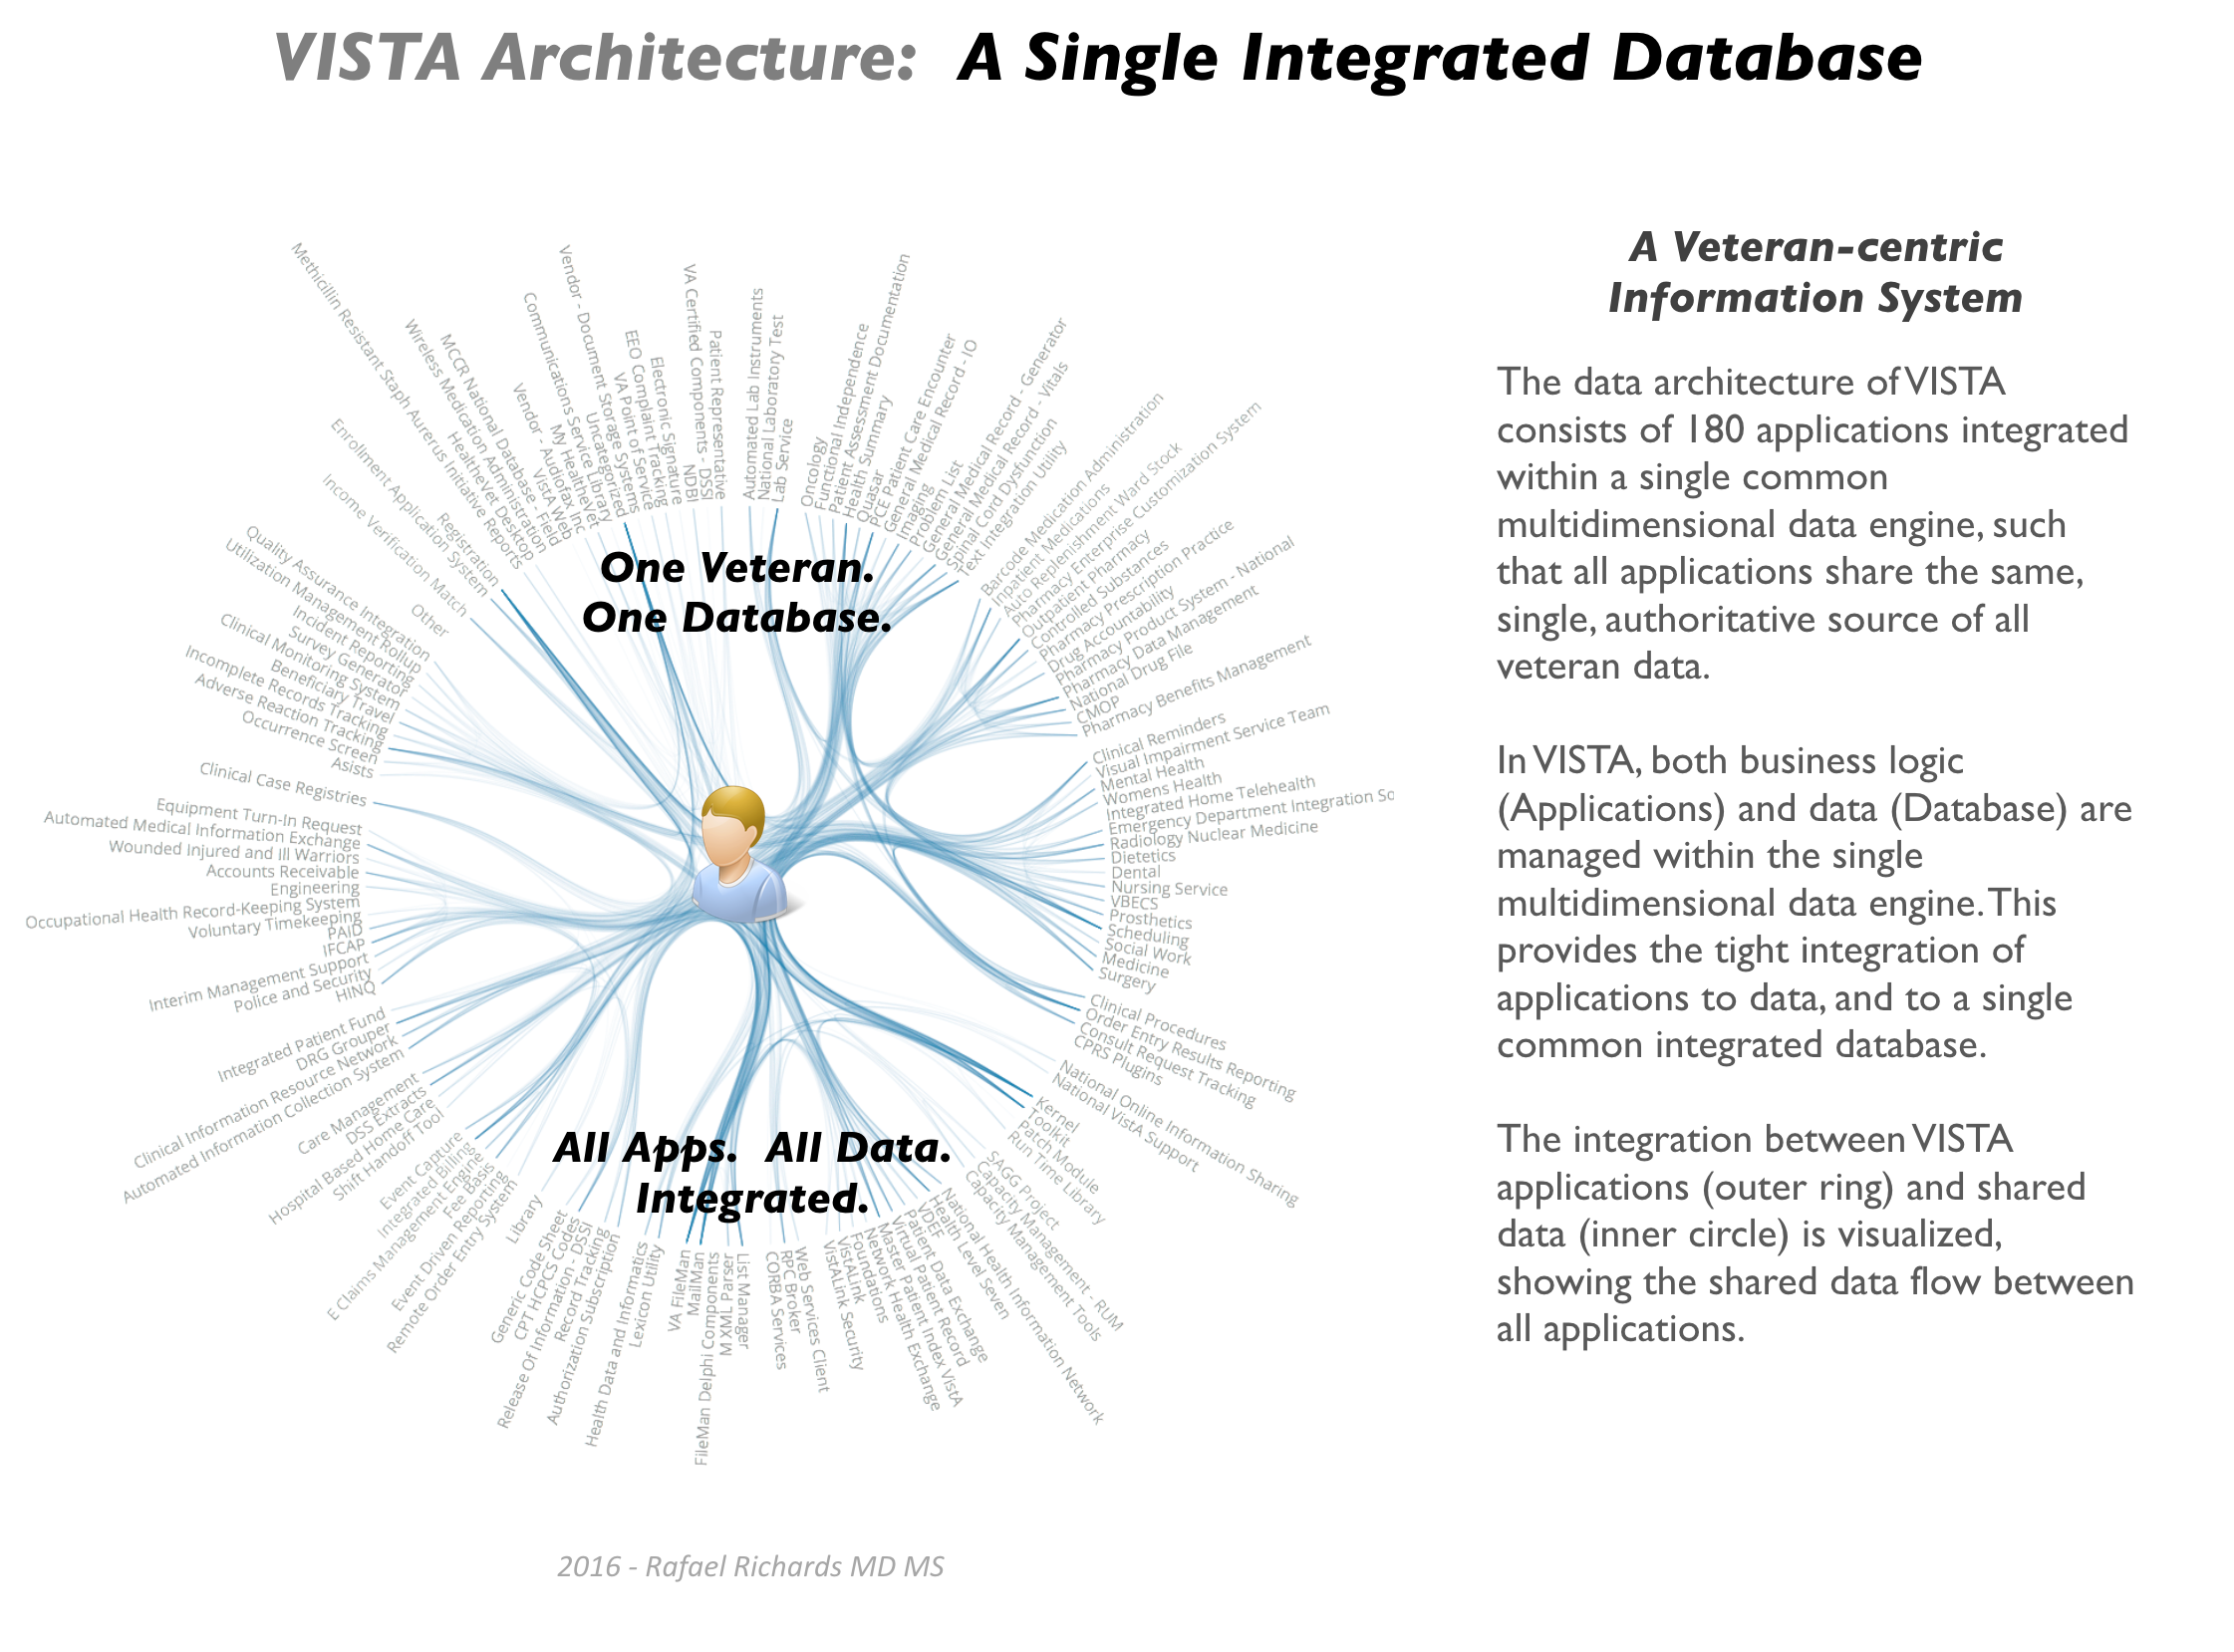 VISTA Architecture: A Single Integrated Database
A Veteran-centric
Information System
The data architecture of VISTA
consists of 180 applications integrated
within a single common
multidimensional data engine, such
that all applications share the same,
single, authoritative source of all
veteran data.
In VISTA, both business logic
(Applications) and data (Database) are
managed within the single
multidimensional data engine. This
provides the tight integration of
applications to data, and to a single
common integrated database.
The integration between VISTA
applications (outer ring) and shared
data (inner circle) is visualized,
showing the shared data flow between
all applications.
One Veteran.
One Database.
All Apps. All Data.
Integrated.
Automated Lab Instruments
National Laboratory Test
Lab Service
Oncology
Functional Independence
Patient Assessment Documentation
Health Summary
Quasar
PCE Patient Care Encounter
General Medical Record - IO
Imaging
Problem List
General Medical Record - Generator
General Medical Record - Vitals
Spinal Cord Dysfunction
Text Integration Utility
Barcode Medication Administration
Inpatient Medications
Auto Replenishment Ward Stock
Pharmacy Enterprise Customization System
Outpatient Pharmacy
Controlled Substances
Pharmacy Prescription Practice
Drug Accountability
Pharmacy Product System - National
Pharmacy Data Management
National Drug File
CMOP
Pharmacy Benefits Management
Clinical Reminders
Visual Impairment Service Team
Mental Health
Womens Health
Integrated Home Telehealth
Emergency Department Integration So
Radiology Nuclear Medicine
Dietetics
Dental
Nursing Service
VBECS
Prosthetics
Scheduling
Social Work
Medicine
Surgery
Clinical Procedures
Order Entry Results Reporting
Consult Request Tracking
CPRS Plugins
National Online Information Sharing
National VistA Support
Kernel
Toolkit
Patch Module
Run Time Library
SAGG Project
Capacity Management - RUM
Capacity Management Tools
National Health Information Network
Health Level Seven
VDEF
Patient Data Exchange
Virtual Patient Record
Master Patient Index VistA
Network Health Exchange
Foundations
VistALink
VistALink Security
Web Services Client
RPC Broker
CORBA Services
List Manager
M XML Parser
FileMan Delphi Components
MailMan
VA FileMan
Lexicon Utility
Health Data and Informatics
Authorization Subscription
Record Tracking
Release Of Information - DSSI
CPT HCPCS Codes
Generic Code Sheet
Library
Remote Order Entry System
Event Driven Reporting
Fee Basis
E Claims Management Engine
Integrated Billing
Event Capture
Shift Handoff Tool
Hospital Based Home Care
DSS Extracts
Care Management
Automated Information Collection System
Clinical Information Resource Network
DRG Grouper
Integrated Patient Fund
HINQ
Police and Security
Interim Management Support
IFCAP
PAID
Voluntary Timekeeping
Occupational Health Record-Keeping System
Engineering
Accounts Receivable
Wounded Injured and Ill Warriors
Automated Medical Information Exchange
Equipment Turn-In Request
Clinical Case Registries
Asists
Occurrence Screen
Adverse Reaction Tracking
Incomplete Records Tracking
Beneficiary Travel
Clinical Monitoring System
Survey Generator
Incident Reporting
Utilization Management Rollup
Quality Assurance Integration
Other
Income Verification Match
Enrollment Application System
Registration
Methicillin Resistant Staph Aurerus Initiative Reports
HealtheVet Desktop
Wireless Medication Administration
MCCR National Database - Field
VistA Web
Vendor - Audiofax Inc
My HealtheVet
Communications Service Library
Uncategorized
Vendor - Document Storage Systems
VA Point of Service
EEO Complaint Tracking
Electronic Signature
NDBI
VA Certified Components - DSSI
Patient Representative
2016 - Rafael Richards MD MS